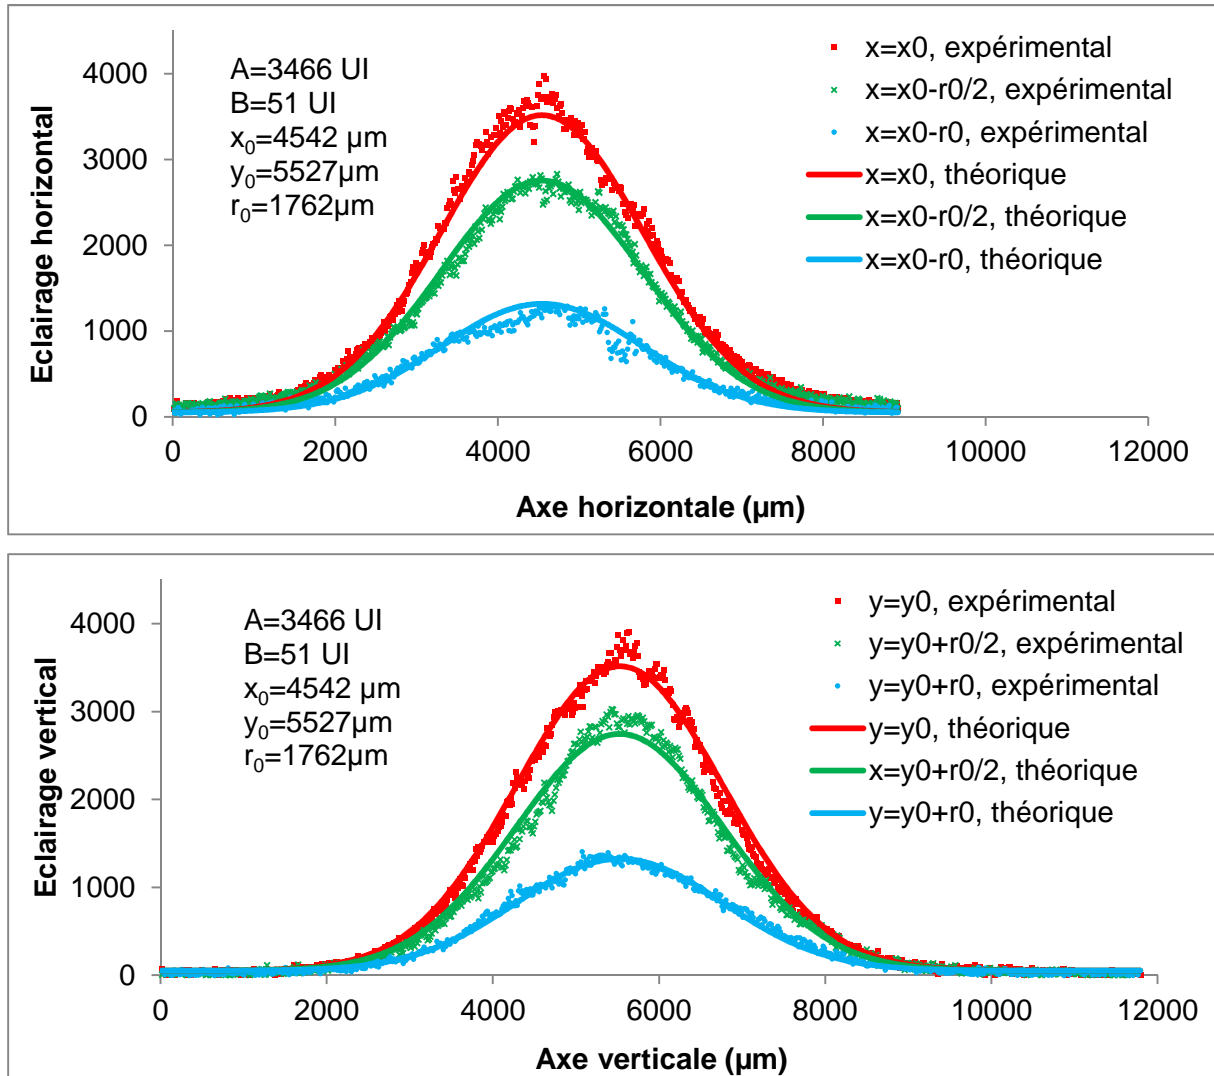 Eclairage horizontal
4000
3000
2000
1000
0
A=3466 UI
B=51 UI
x₀=4542 µm
y₀=5527µm
r₀=1762µm
x=x0, expérimental
x=x0-r0/2, expérimental
x=x0-r0, expérimental
x=x0, théorique
x=x0-r0/2, théorique
x=x0-r0, théorique
0 2000 4000 6000 8000 10000 12000
Axe horizontale (µm)
Eclairage vertical
4000
3000
2000
1000
0
A=3466 UI
B=51 UI
x₀=4542 µm
y₀=5527µm
r₀=1762µm
y=y0, expérimental
y=y0+r0/2, expérimental
y=y0+r0, expérimental
y=y0, théorique
x=y0+r0/2, théorique
y=y0+r0, théorique
0 2000 4000 6000 8000 10000 12000
Axe verticale (µm)